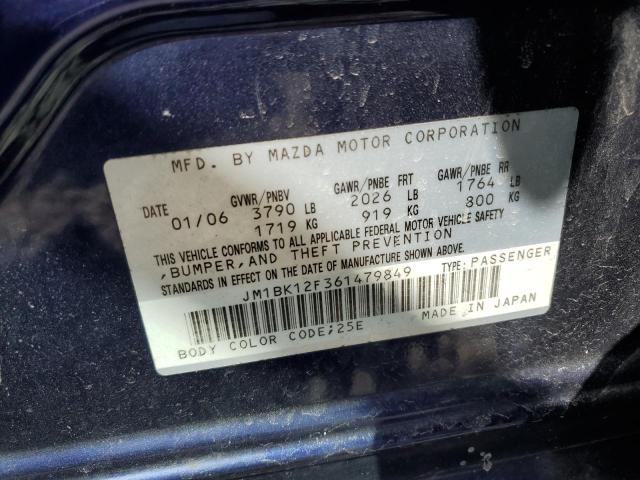 MFD. BY MAZDA MOTOR CORPORATION
GVWR/PNBV GAWR/PNBE FRT GAWR/PNBE RR
DATE 01/06 3790 LB 2026 LB 1764 LB
1719 KG 919 KG 800 KG
THIS VEHICLE CONFORMS TO ALL APPLICABLE FEDERAL MOTOR VEHICLE SAFETY
,BUMPER,AND THEFT PREVENTION
STANDARDS IN EFFECT ON THE DATE OF MANUFACTURE SHOWN ABOVE.
JM1BK12F361479849 TYPE: PASSENGER
MADE IN JAPAN
BODY COLOR CODE;25E